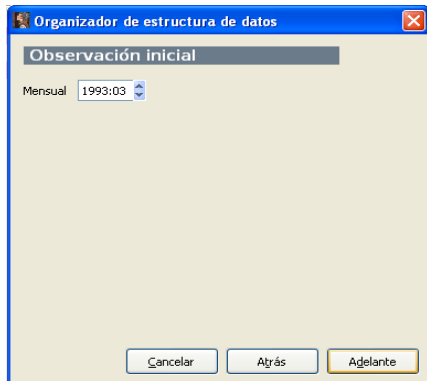 Organizador de estructura de datos
Observación inicial
Mensual 1993:03
Cancelar Atrás Adelante